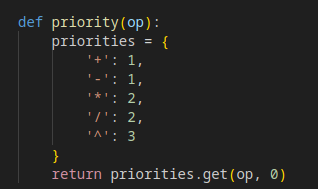 def priority(op):
    priorities = {
        '+': 1,
        '-': 1,
        '*': 2,
        '/': 2,
        '^': 3
    }
    return priorities.get(op, 0)